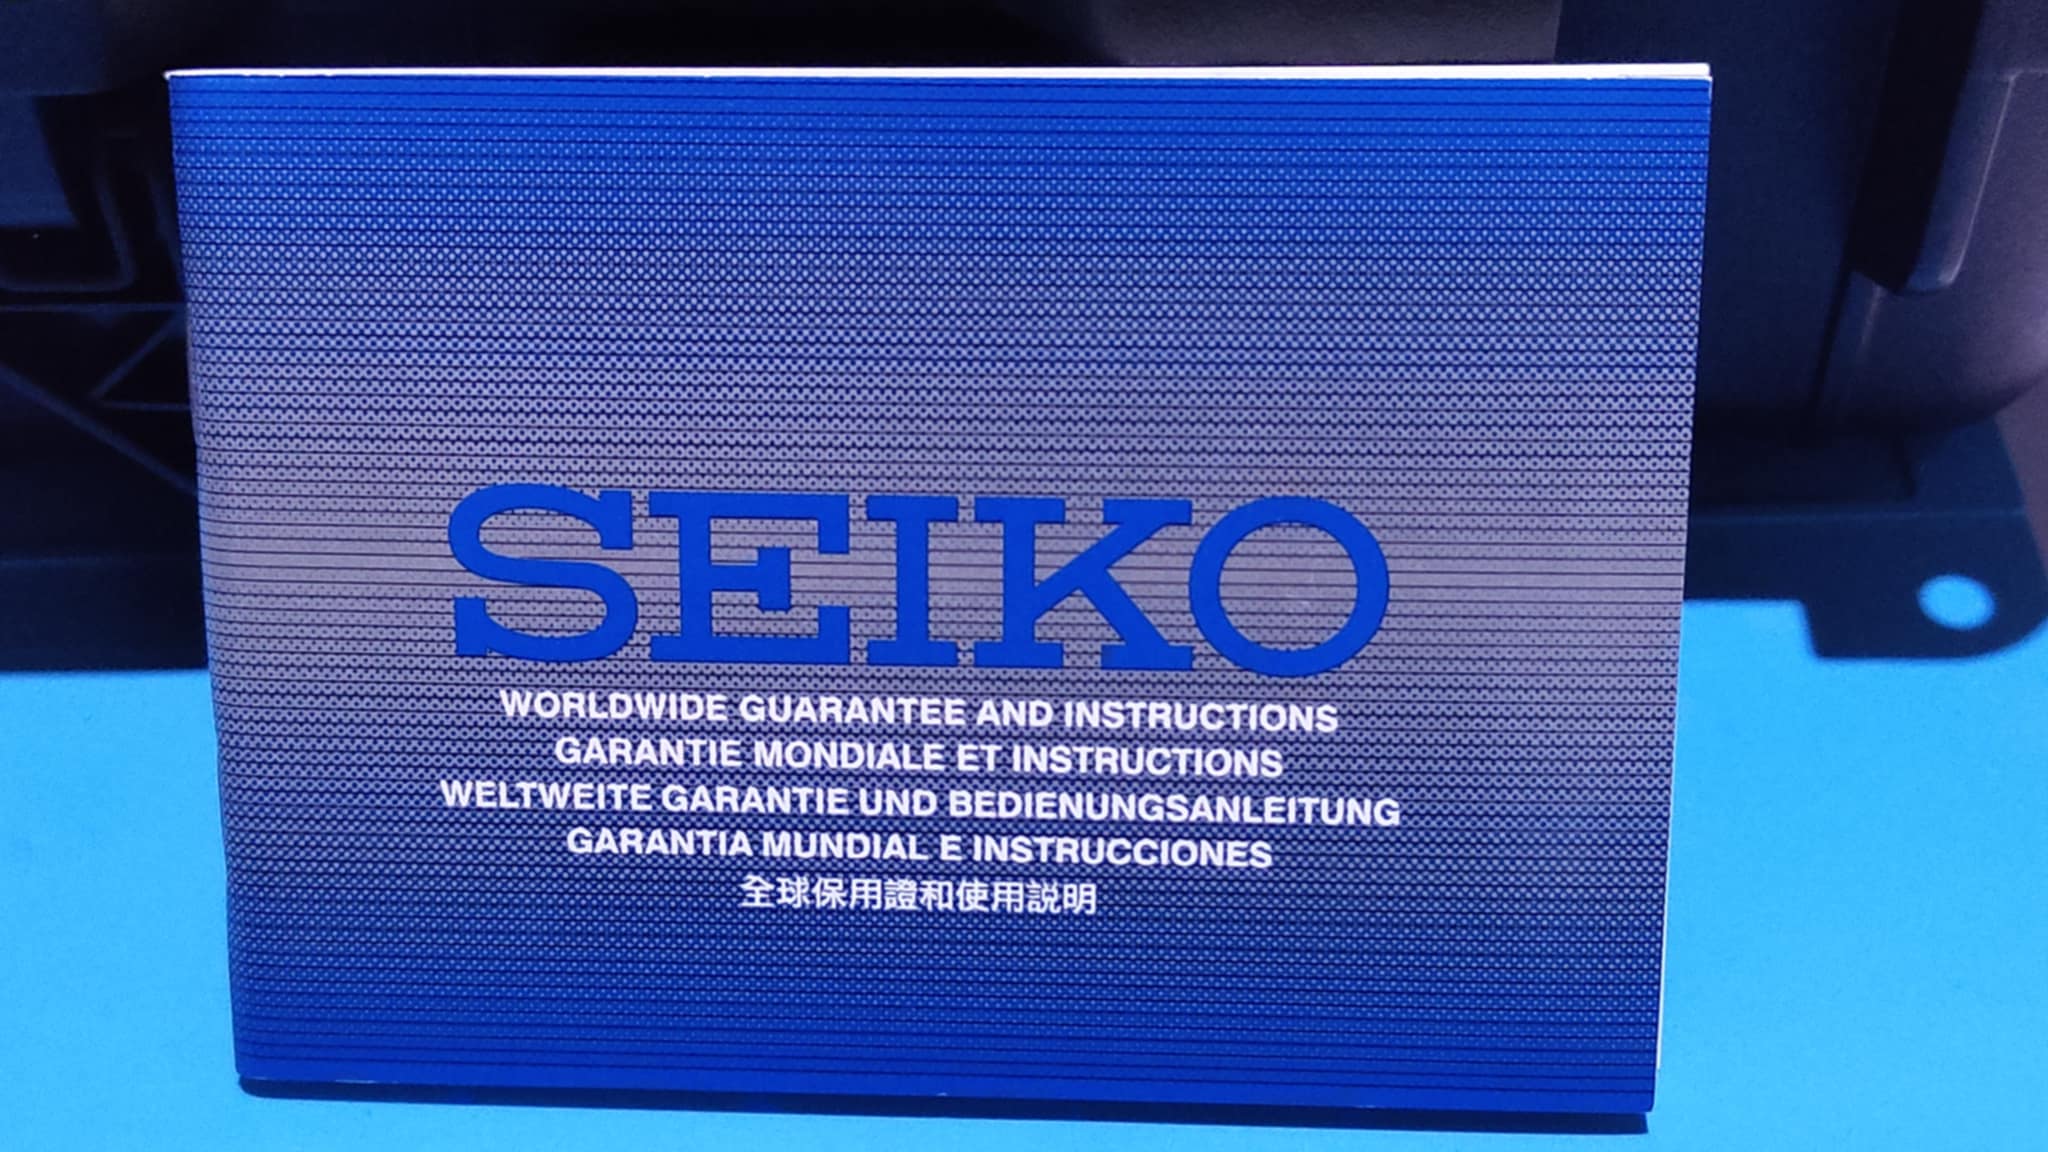 SEIKO
WORLDWIDE GUARANTEE AND INSTRUCTIONS
GARANTIE MONDIALE ET INSTRUCTIONS
WELTWEITE GARANTIE UND BEDIENUNGSANLEITUNG
GARANTIA MUNDIAL E INSTRUCCIONES
全球保用證和使用説明